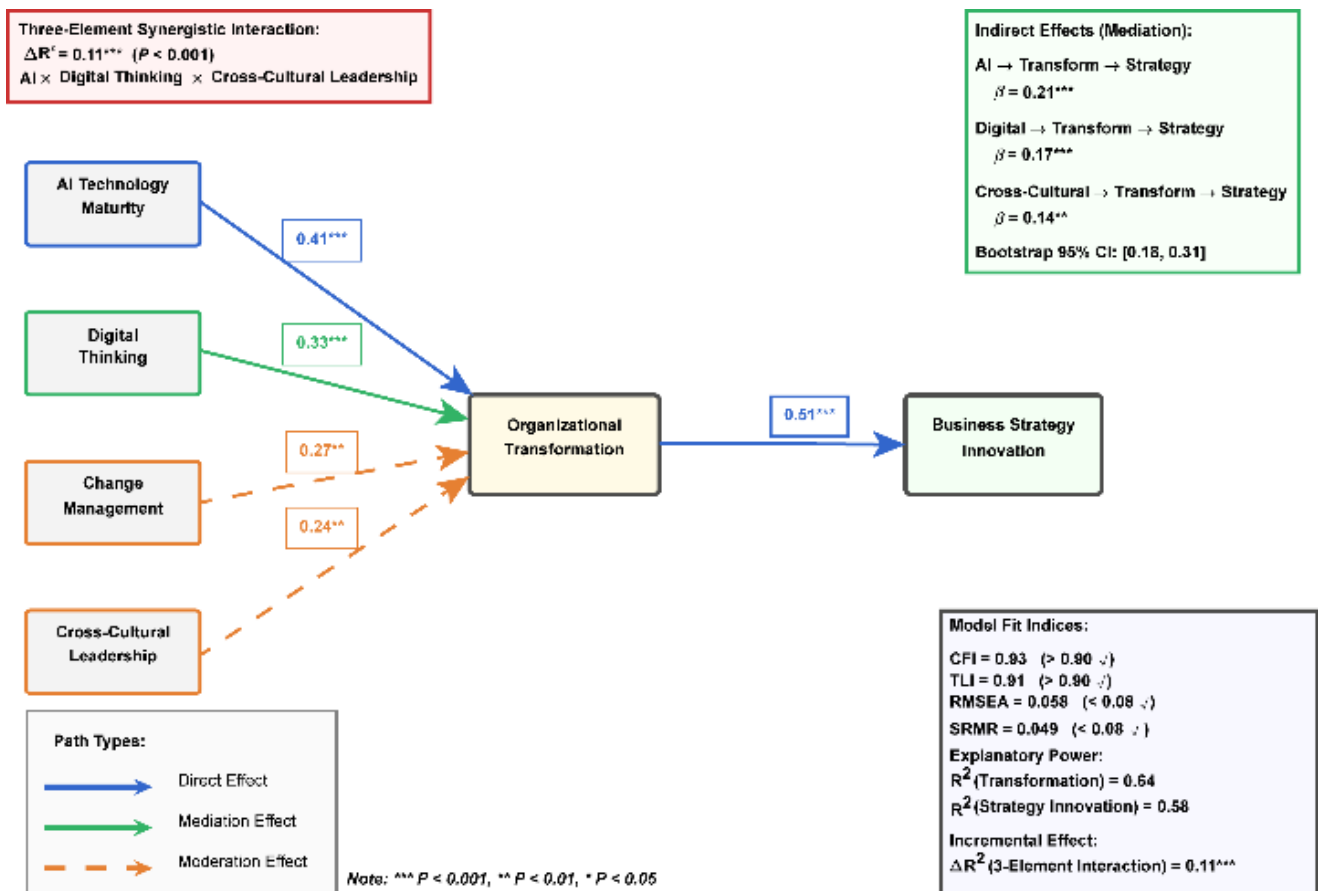 Three-Element Synergistic Interaction:
ΔR² = 0.11*** (P < 0.001)
AI × Digital Thinking × Cross-Cultural Leadership
Indirect Effects (Mediation):
AI → Transform → Strategy
β = 0.21***
Digital → Transform → Strategy
β = 0.17***
Cross-Cultural → Transform → Strategy
β = 0.14**
Bootstrap 95% CI: [0.18, 0.31]
AI Technology
Maturity
0.41***
Digital
Thinking
0.33***
Change
Management
0.27**
Cross-Cultural
Leadership
0.24**
Organizational
Transformation
0.51***
Business Strategy
Innovation
Path Types:
Direct Effect
Mediation Effect
Moderation Effect
Note: *** P < 0.001, ** P < 0.01, * P < 0.05
Model Fit Indices:
CFI = 0.93 (> 0.90 ✓)
TLI = 0.91 (> 0.90 ✓)
RMSEA = 0.058 (< 0.08 ✓)
SRMR = 0.049 (< 0.08 ✓)
Explanatory Power:
R²(Transformation) = 0.64
R²(Strategy Innovation) = 0.58
Incremental Effect:
ΔR²(3-Element Interaction) = 0.11***